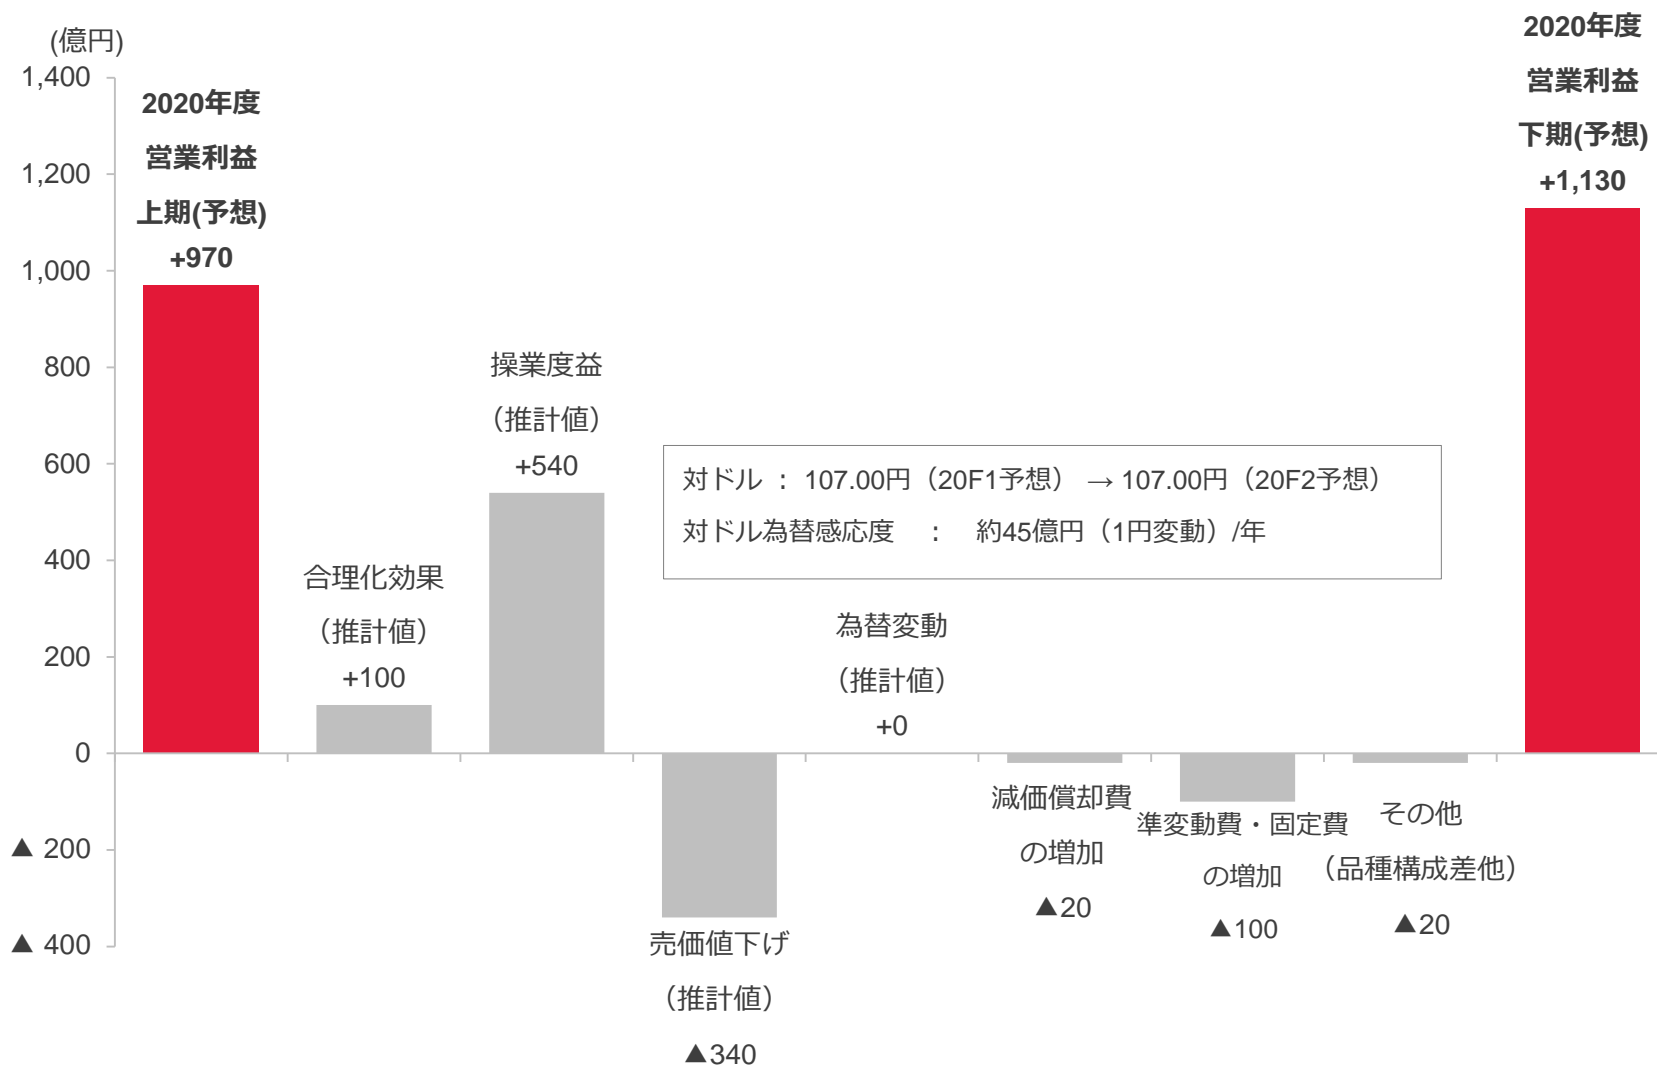 (億円)
1,400
1,200
1,000
800
600
400
200
0
▲ 200
▲ 400
2020年度
営業利益
上期(予想)
+970
合理化効果
（推計値）
+100
操業度益
（推計値）
+540
売価値下げ
（推計値）
▲340
対ドル ： 107.00円（20F1予想） → 107.00円（20F2予想）
対ドル為替感応度 ： 約45億円（1円変動）/年
為替変動
（推計値）
+0
減価償却費
の増加
▲20
準変動費・固定費
の増加
▲100
その他
（品種構成差他）
▲20
2020年度
営業利益
下期(予想)
+1,130